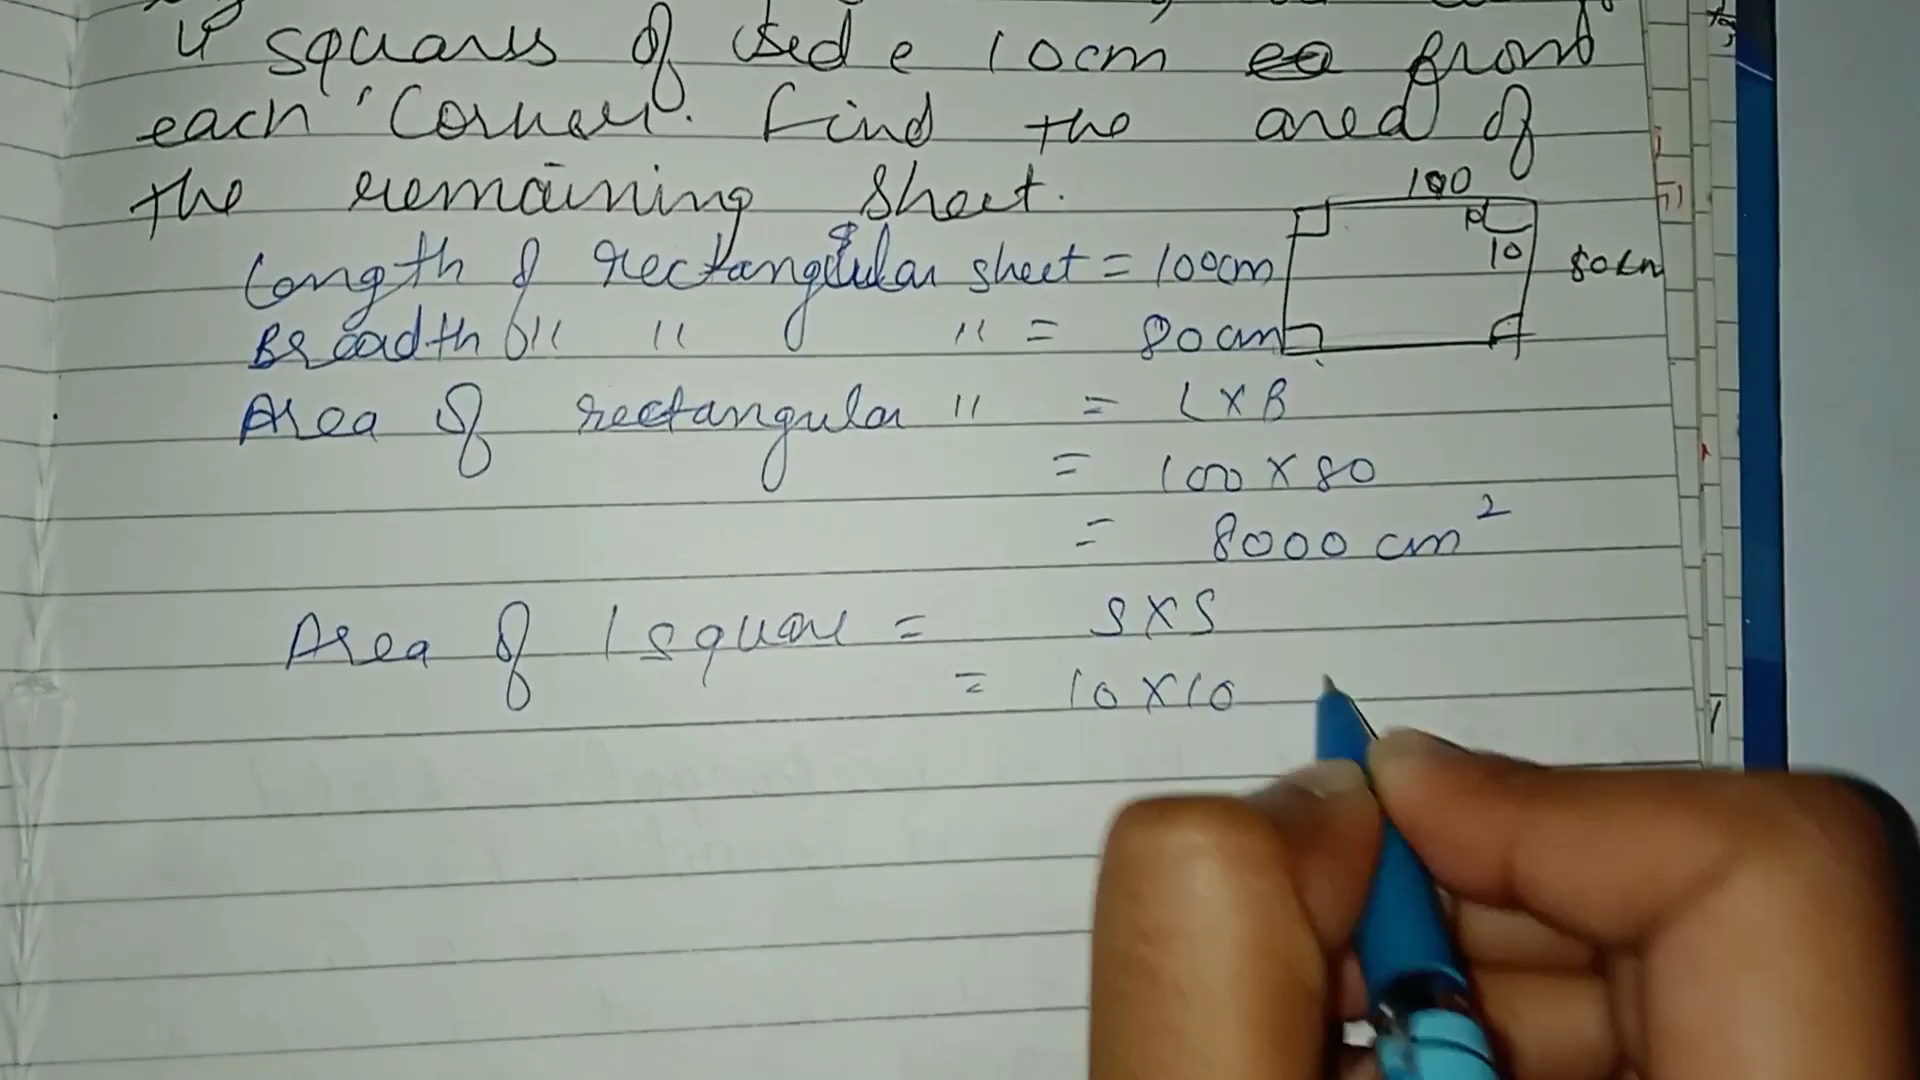 4 squares of side 10cm from
each corner. Find the area of
the remaining sheet.
100
10
10
80cm
Length of rectangular sheet = 100cm
Breadth of " " " = 80cm
Area of rectangular " = L X B
= 100 X 80
= 8000 cm²
Area of 1 square = S X S
= 10 X 10